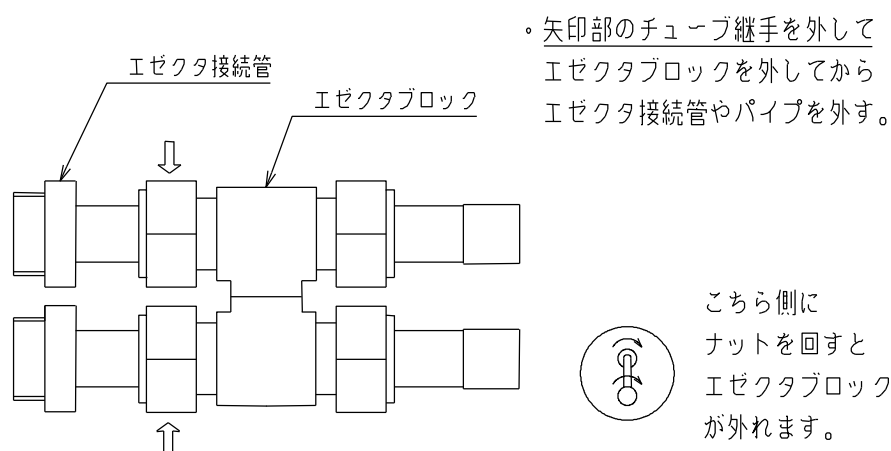 。矢印部のチューブ継手を外して
エゼクタブロックを外してから
エゼクタ接続管やパイプを外す。
エゼクタ接続管
エゼクタブロック
こちら側に
ナットを回すと
エゼクタブロック
が外れます。